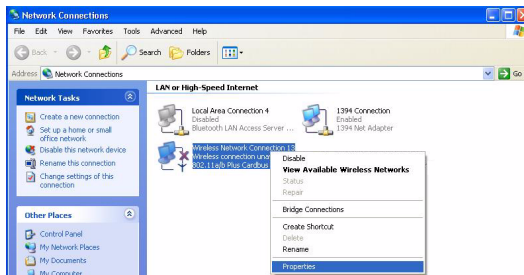 Network Connections
File Edit View Favorites Tools Advanced Help
Back Search Folders
Address Network Connections Go
Network Tasks
Create a new connection
Set up a home or small
office network
Disable this network device
Rename this connection
Change settings of this
connection
Other Places
Control Panel
My Network Places
My Documents
My Computer
LAN or High-Speed Internet
Local Area Connection 4
Disabled
Bluetooth LAN Access Server ...
1394 Connection
Enabled
1394 Net Adapter
Wireless Network Connection 13
Wireless connection una
802.11a/b Plus Cardbus
Disable
View Available Wireless Networks
Status
Repair
Bridge Connections
Create Shortcut
Delete
Rename
Properties